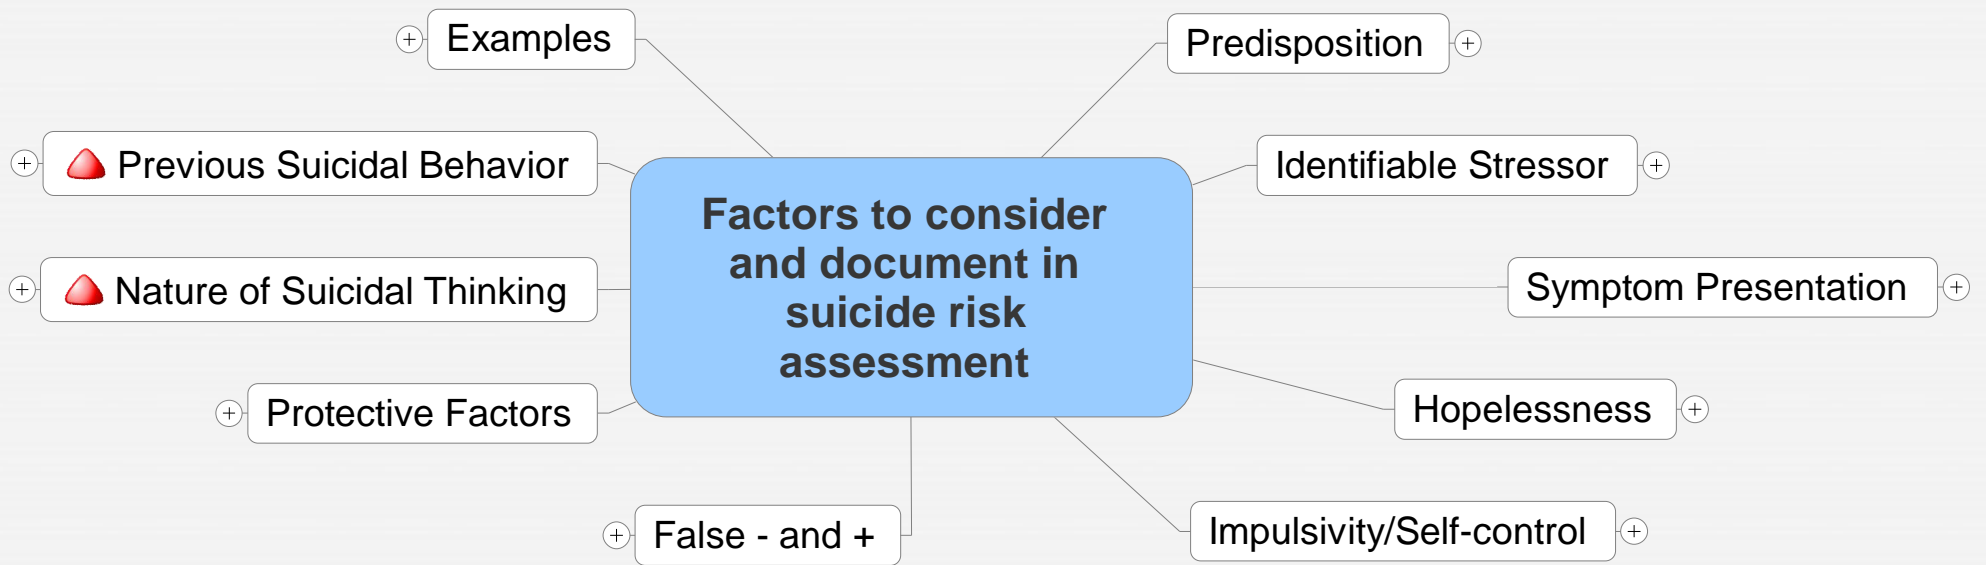 Examples
Predisposition
Previous Suicidal Behavior
Identifiable Stressor
Factors to consider
and document in
suicide risk
assessment
Nature of Suicidal Thinking
Symptom Presentation
Protective Factors
Hopelessness
False - and +
Impulsivity/Self-control